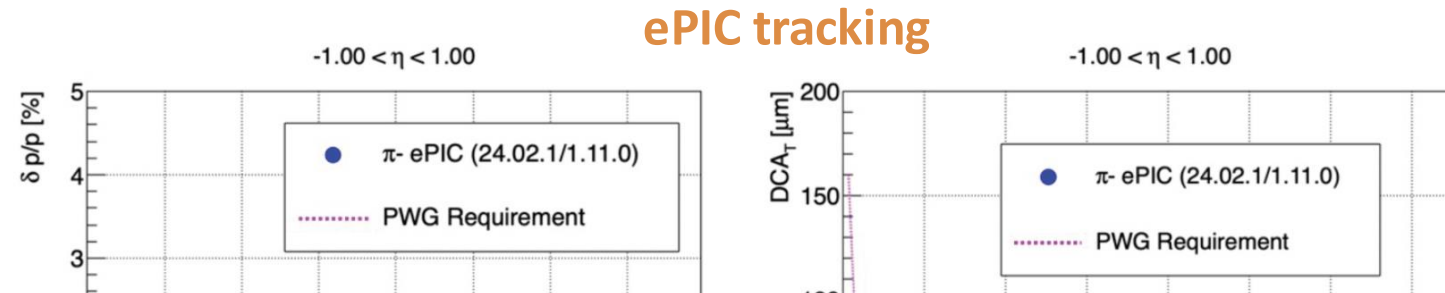 ePIC tracking
-1.00 < η < 1.00
δ p/p [%]
5
4
3
π- ePIC (24.02.1/1.11.0)
PWG Requirement
-1.00 < η < 1.00
DCA_T [μm]
200
150
π- ePIC (24.02.1/1.11.0)
PWG Requirement